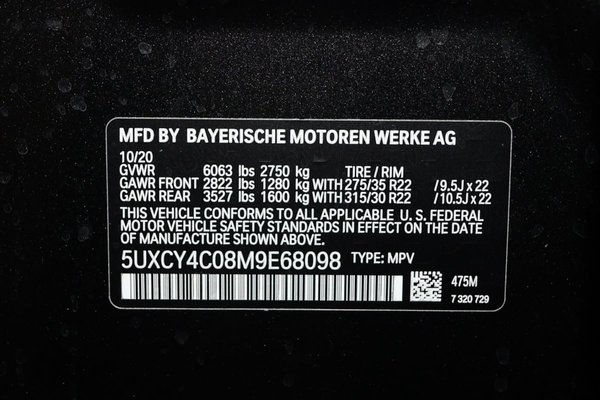 MFD BY BAYERISCHE MOTOREN WERKE AG
10/20
GVWR 6063 lbs 2750 kg TIRE / RIM
GAWR FRONT 2822 lbs 1280 kg WITH 275/35 R22 / 9.5J x 22
GAWR REAR 3527 lbs 1600 kg WITH 315/30 R22 / 10.5J x 22
THIS VEHICLE CONFORMS TO ALL APPLICABLE U. S. FEDERAL
MOTOR VEHICLE SAFETY STANDARDS IN EFFECT ON THE DATE
OF MANUFACTURE SHOWN ABOVE.
5UXCY4C08M9E68098 TYPE: MPV
475M
7 320 729